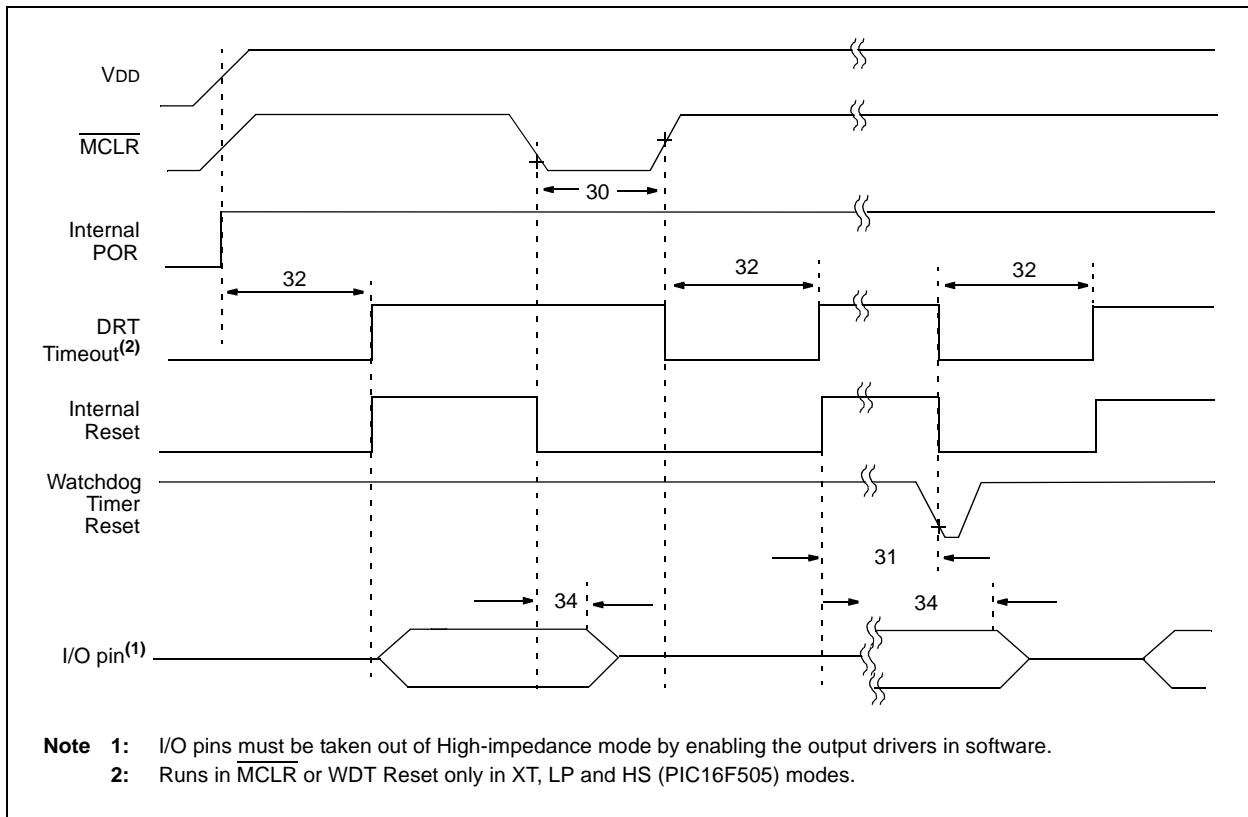 VDD
MCLR
30
Internal
POR
32
32
32
DRT
Timeout(2)
Internal
Reset
Watchdog
Timer
Reset
31
34
34
I/O pin(1)
Note 1: I/O pins must be taken out of High-impedance mode by enabling the output drivers in software.
2: Runs in MCLR or WDT Reset only in XT, LP and HS (PIC16F505) modes.